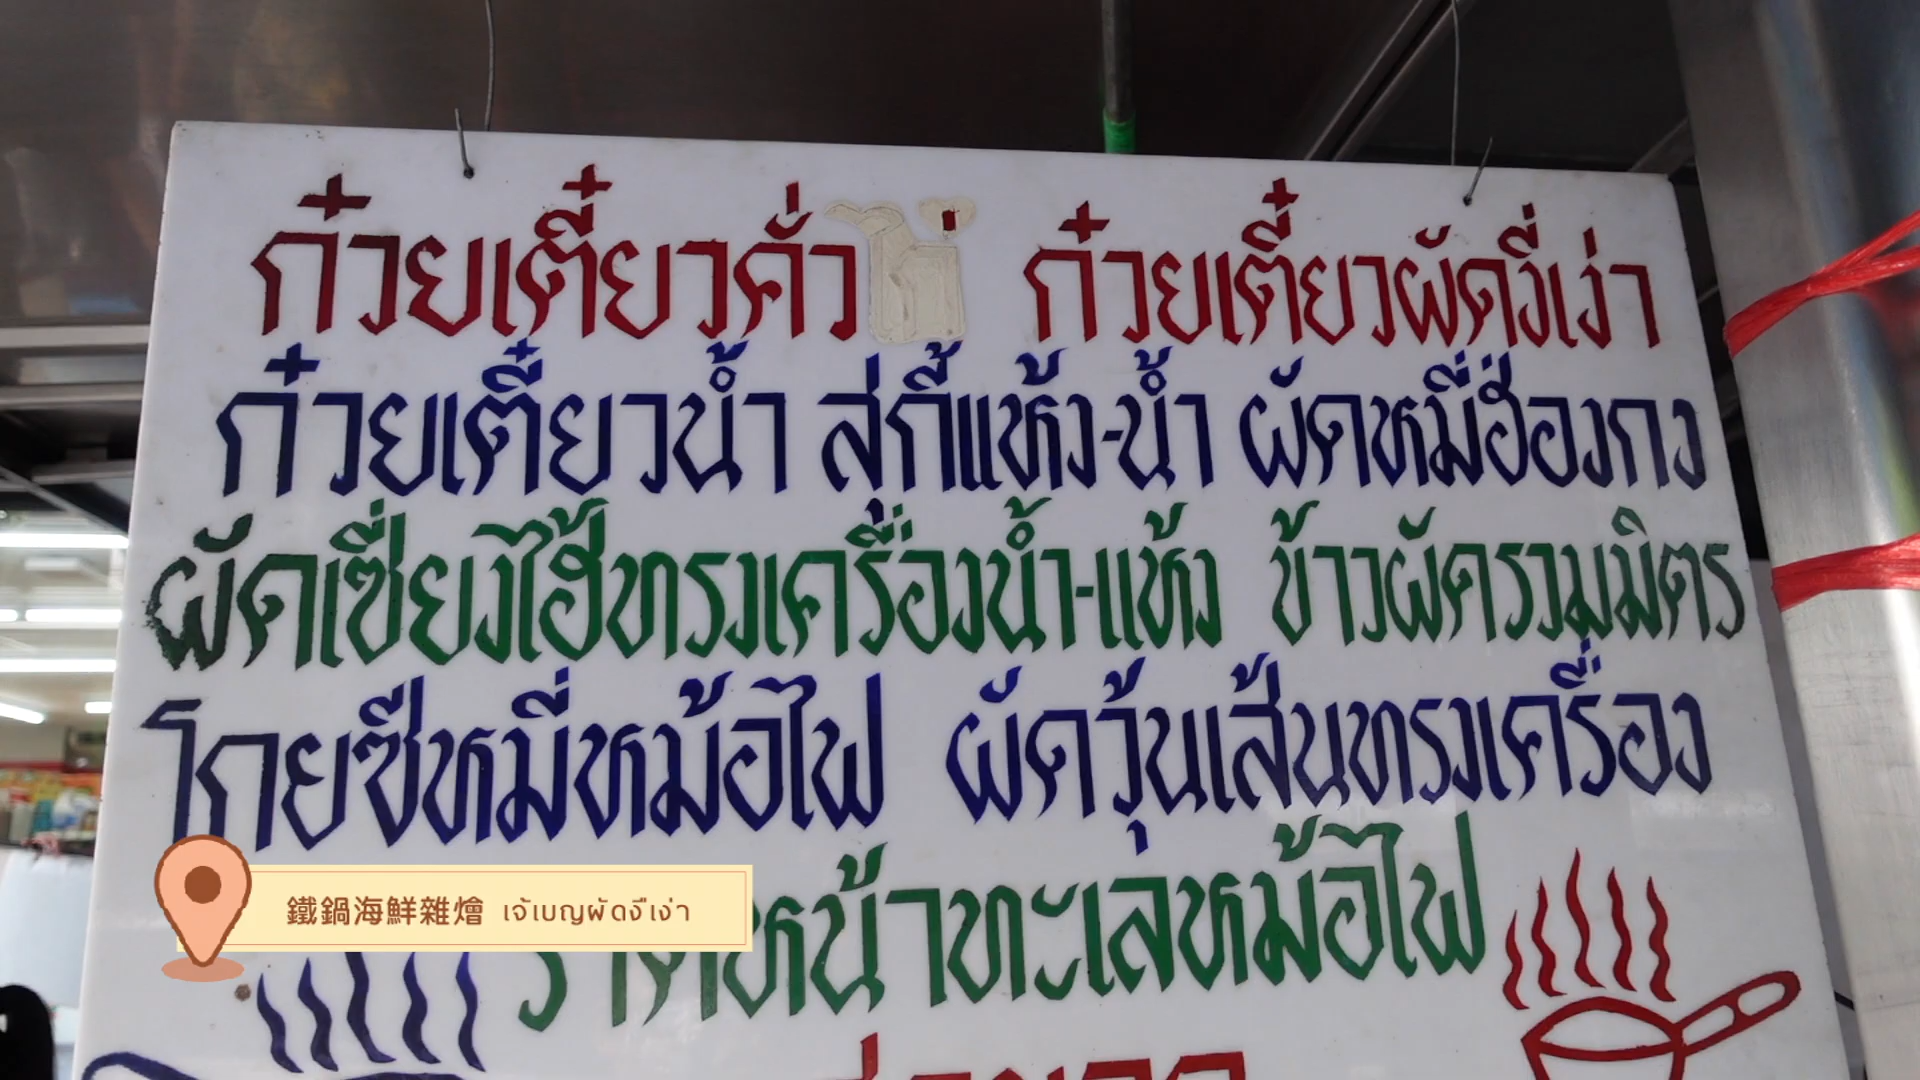 ก๋วยเตี๋ยวคั่ว ก๋วยเตี๋ยวผัดงี่เง่า
ก๋วยเตี๋ยวน้ำ สุกี้แห้ง-น้ำ ผัดหมี่ฮ่องกง
ผัดเซี่ยงไฮ้ทรงเครื่องน้ำ-แห้ง ข้าวผัดรวมมิตร
โกยซีหมี่หม้อไฟ ผัดวุ้นเส้นทรงเครื่อง
ราดหน้าทะเลหม้อไฟ
鐵鍋海鮮雜燴 เจ้เบญผัดงี่เง่า